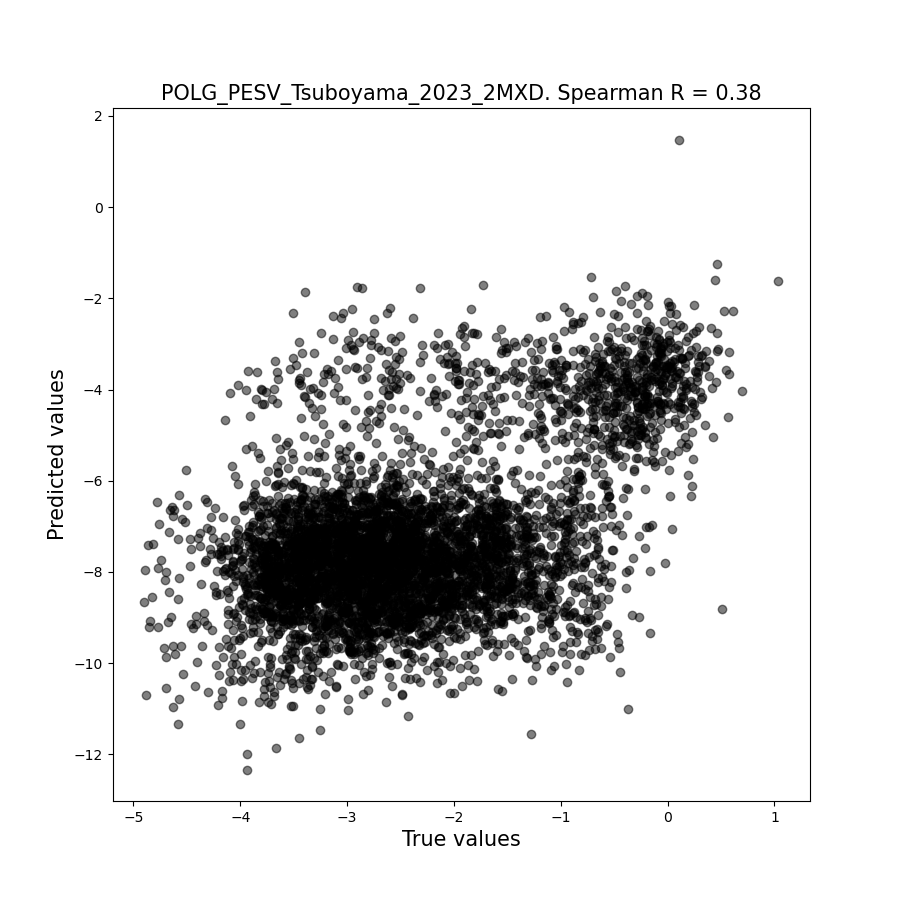 POLG_PESV_Tsuboyama_2023_2MXD. Spearman R = 0.38
2
0
−2
−4
−6
−8
−10
−12
Predicted values
−5 −4 −3 −2 −1 0 1
True values